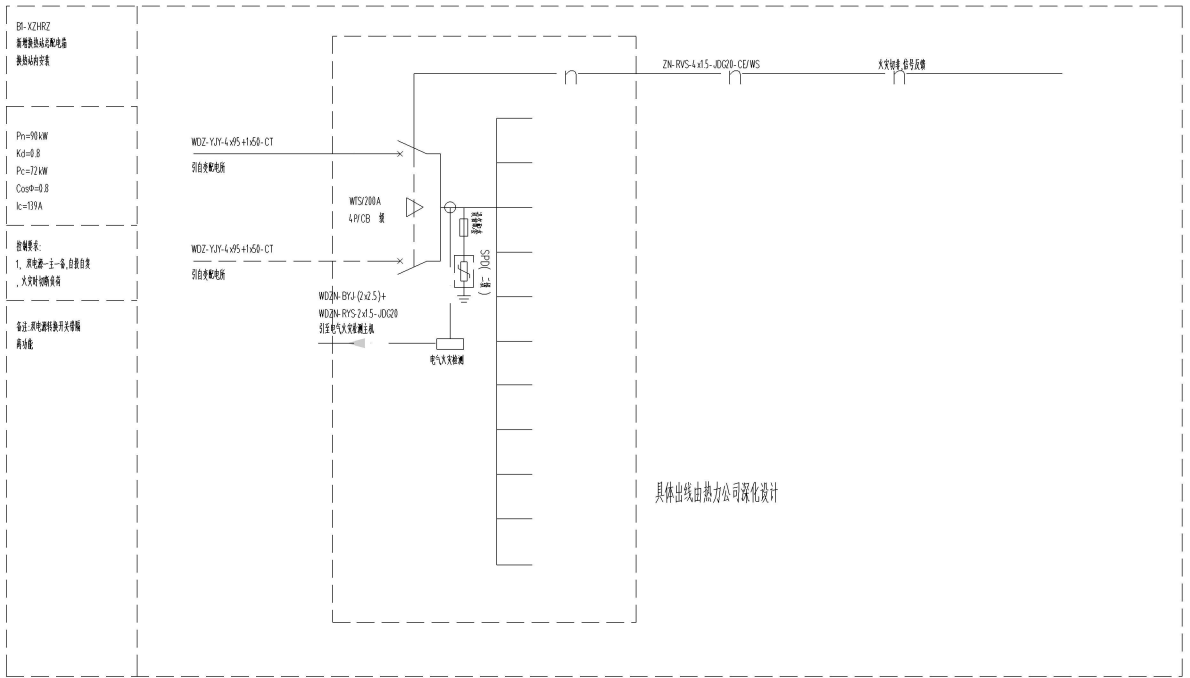 B1-XZHRZ
新增换热站总配电箱
换热站内安装
Pn=90kW
Kd=0.8
Pc=72kW
CosΦ=0.8
Ic=139A
控制要求:
1、双电源一主一备,自投自复
,火灾时切断负荷
备注:双电源转换开关带隔
离功能
WDZ-YJY-4x95+1x50-CT
引自变配电所
WTS/200A
4P/CB 级
WDZ-YJY-4x95+1x50-CT
引自变配电所
SPD(二级)
WDZN-BYJ-(2x2.5)+
WDZN-RYS-2x1.5-JDG20
引至电气火灾检测主机
电气火灾检测
ZN-RVS-4x1.5-JDG20-CE/WS
火灾切非,信号反馈
具体出线由热力公司深化设计